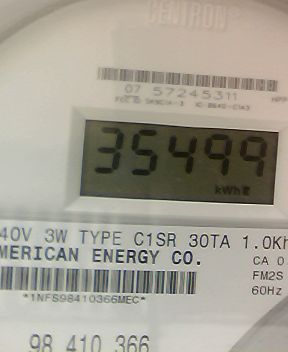 CENTRON®
07 57245311
35499
kWh
40V 3W TYPE C1SR 30TA 1.0Kh
MERICAN ENERGY CO.
CA 0
FM2S
60Hz
*1NFS98410366MEC*
98 410 366